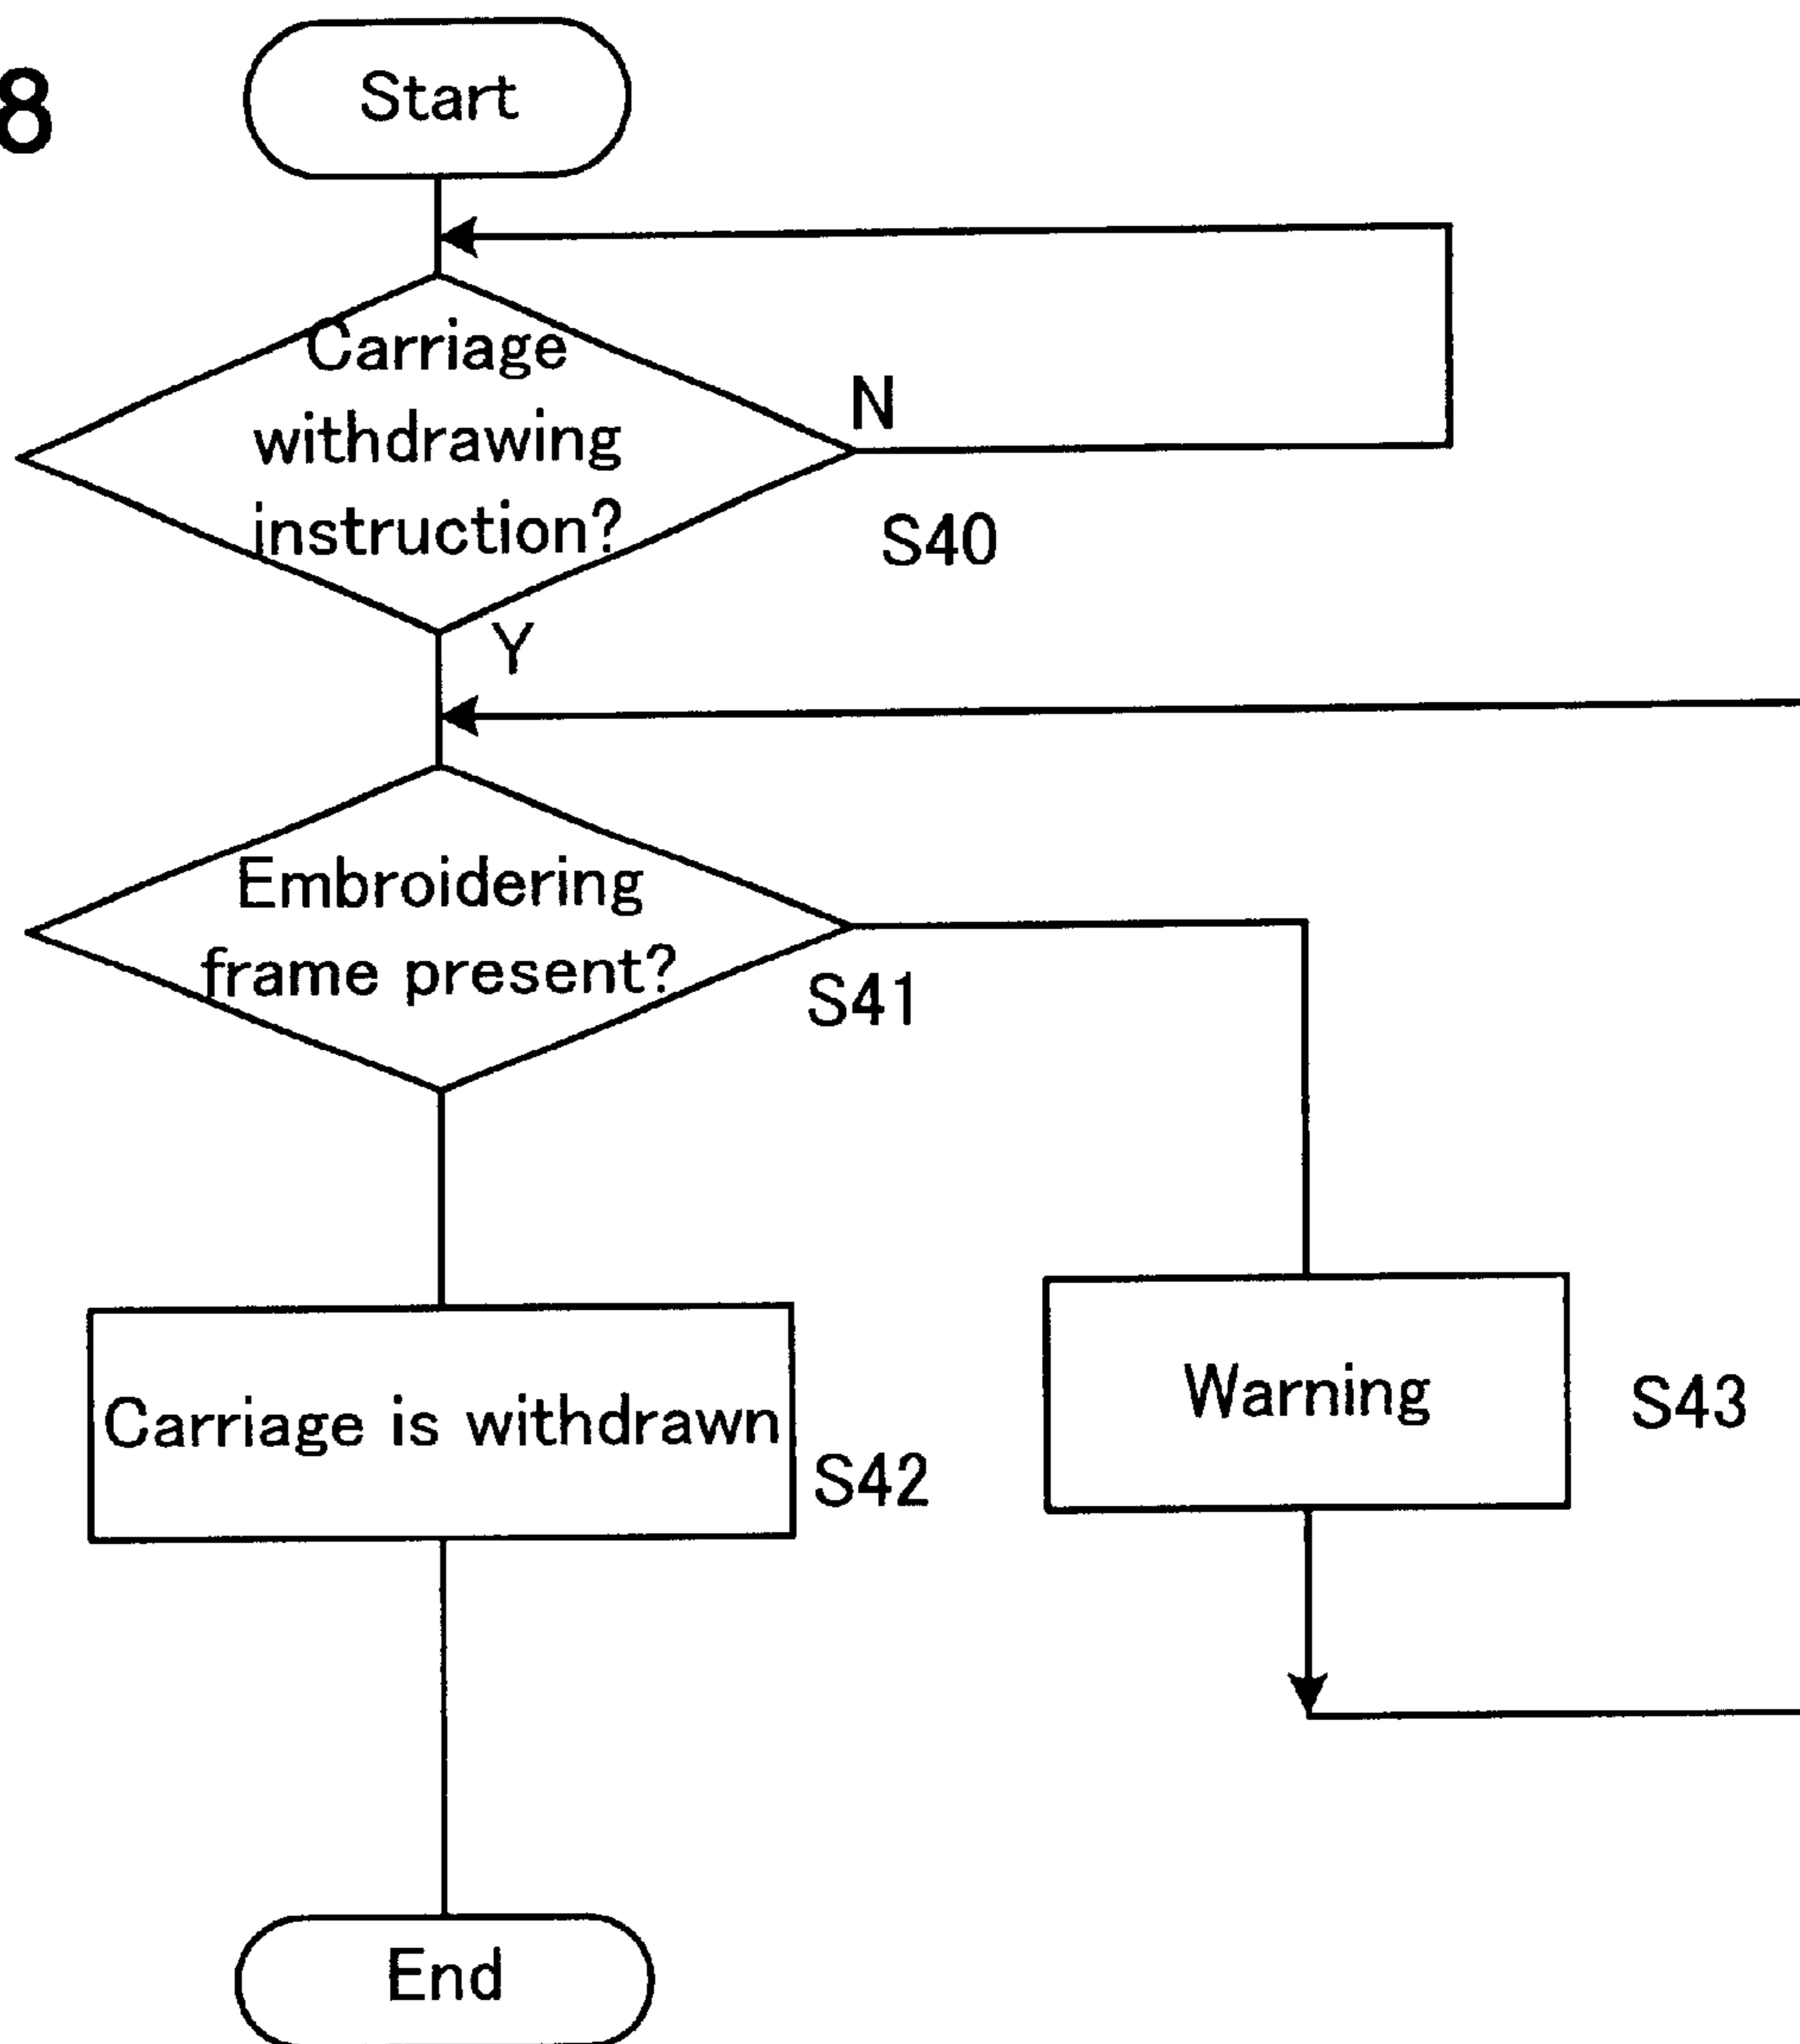 8
Start
Carriage
withdrawing
instruction?
N
S40
Y
Embroidering
frame present?
S41
Carriage is withdrawn
S42
Warning
S43
End